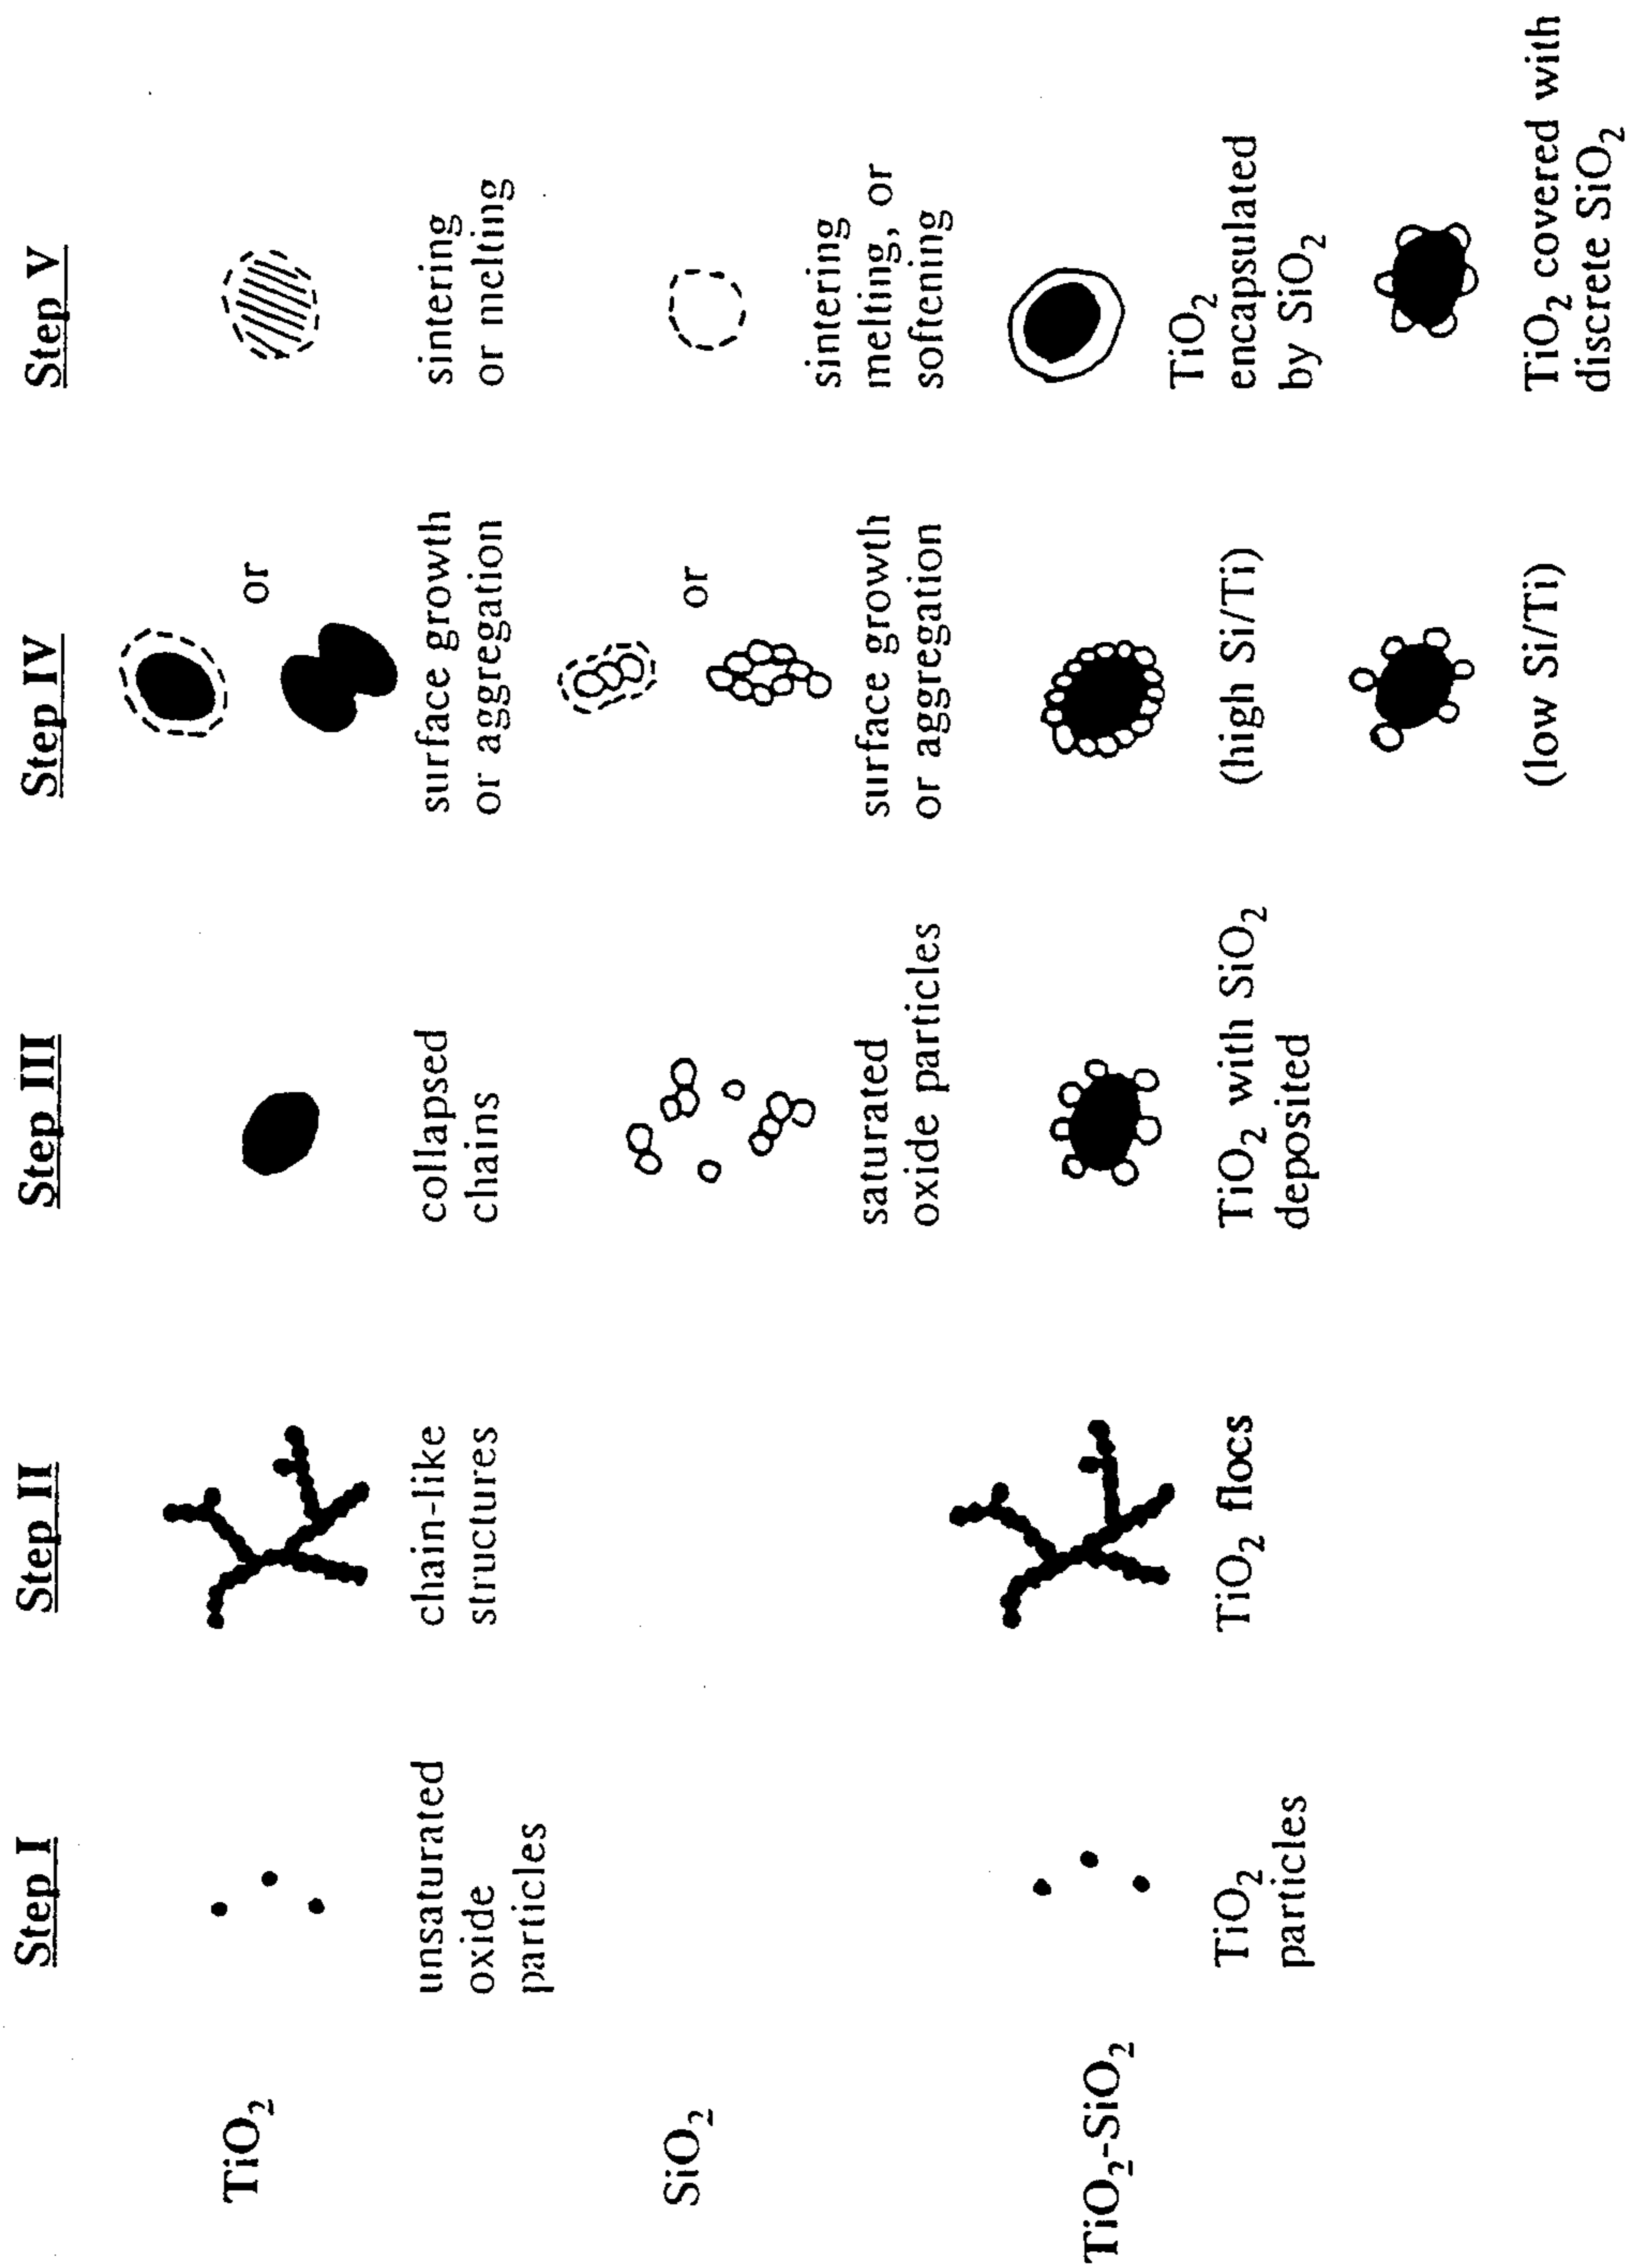 Step I
Step II
Step III
Step IV
Step V
TiO₂
unsaturated
oxide
particles
chain-like
structures
collapsed
chains
or
surface growth
or aggregation
sintering
or melting
SiO₂
saturated
oxide particles
or
surface growth
or aggregation
sintering
melting, or
softening
TiO₂-SiO₂
TiO₂
particles
TiO₂ flocs
TiO₂ with SiO₂
deposited
(high Si/Ti)
TiO₂
encapsulated
by SiO₂
(low Si/Ti)
TiO₂ covered with
discrete SiO₂